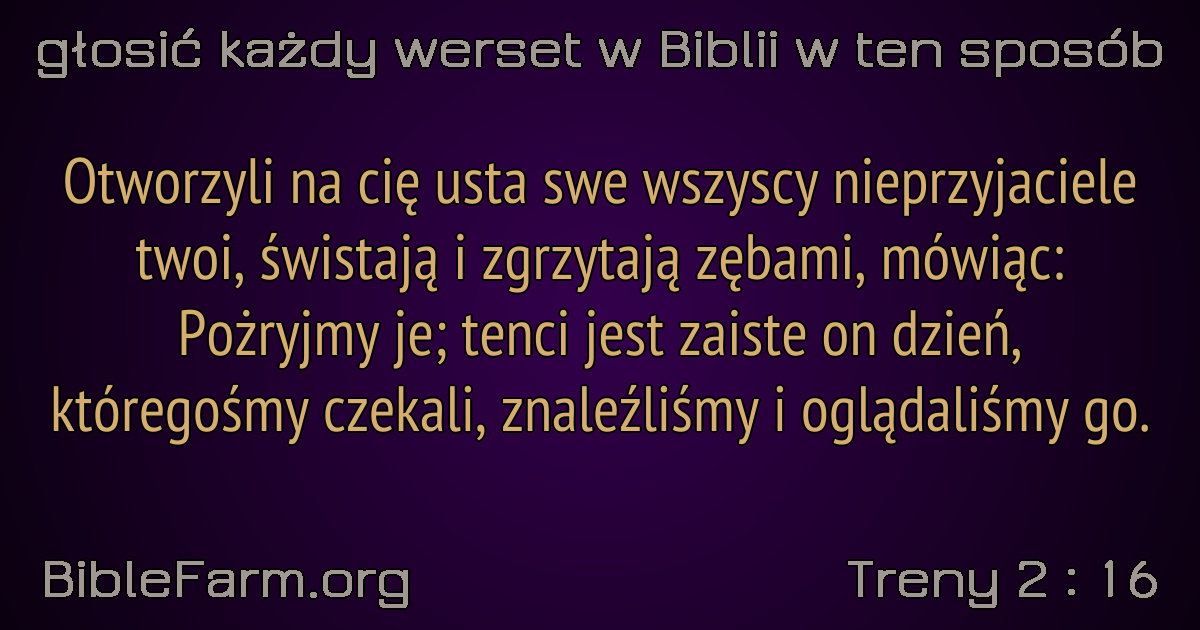 głosić każdy werset w Biblii w ten sposób
Otworzyli na cię usta swe wszyscy nieprzyjaciele
twoi, świstają i zgrzytają zębami, mówiąc:
Pożryjmy je; tenci jest zaiste on dzień,
któregośmy czekali, znaleźliśmy i oglądaliśmy go.
BibleFarm.org
Treny 2 : 16